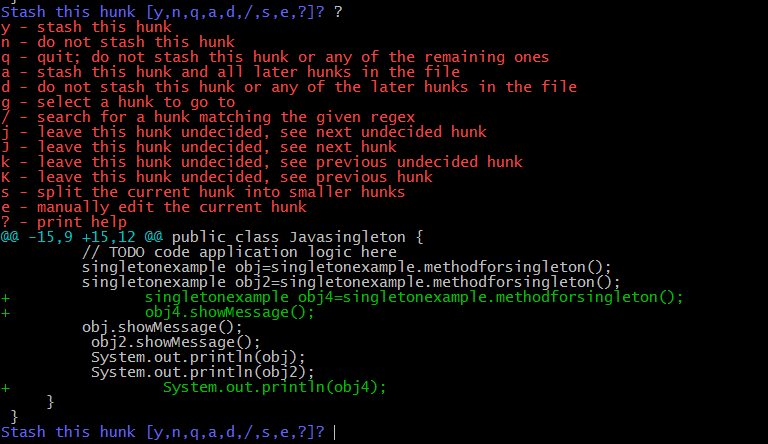 Stash this hunk [y,n,q,a,d,/,s,e,?]? ?
y - stash this hunk
n - do not stash this hunk
q - quit; do not stash this hunk or any of the remaining ones
a - stash this hunk and all later hunks in the file
d - do not stash this hunk or any of the later hunks in the file
g - select a hunk to go to
/ - search for a hunk matching the given regex
j - leave this hunk undecided, see next undecided hunk
J - leave this hunk undecided, see next hunk
k - leave this hunk undecided, see previous undecided hunk
K - leave this hunk undecided, see previous hunk
s - split the current hunk into smaller hunks
e - manually edit the current hunk
? - print help
@@ -15,9 +15,12 @@ public class Javasingleton {
         // TODO code application logic here
         singletonexample obj=singletonexample.methodforsingleton();
         singletonexample obj2=singletonexample.methodforsingleton();
+               singletonexample obj4=singletonexample.methodforsingleton();
+               obj4.showMessage();
         obj.showMessage();
          obj2.showMessage();
          System.out.println(obj);
          System.out.println(obj2);
+                 System.out.println(obj4);
     }
 }
Stash this hunk [y,n,q,a,d,/,s,e,?]?